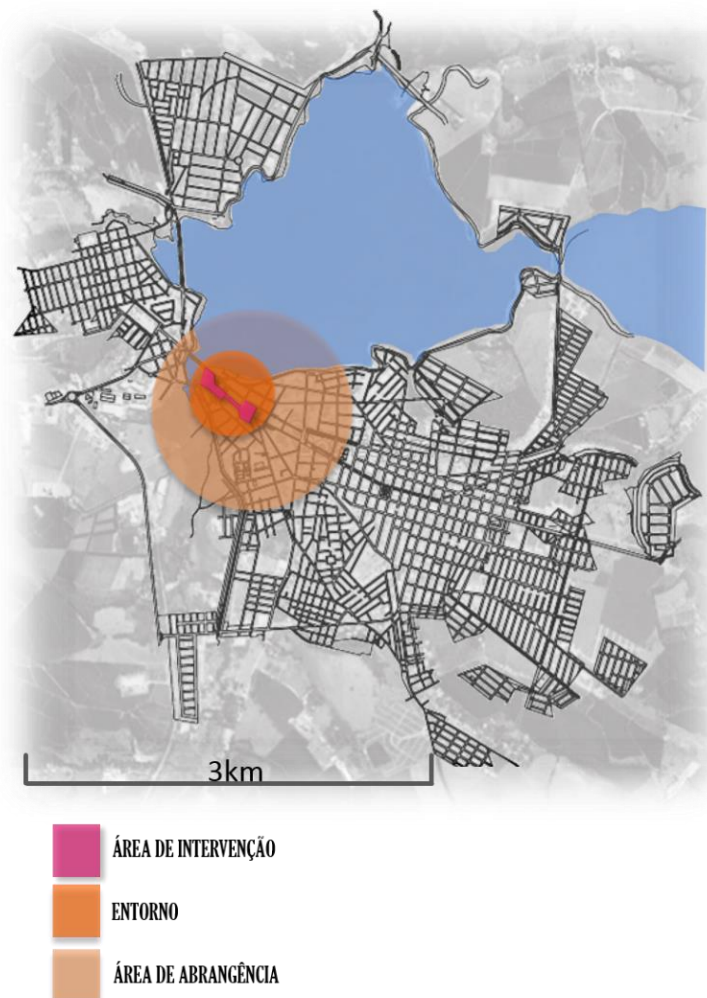 3km
ÁREA DE INTERVENÇÃO
ENTORNO
ÁREA DE ABRANGÊNCIA